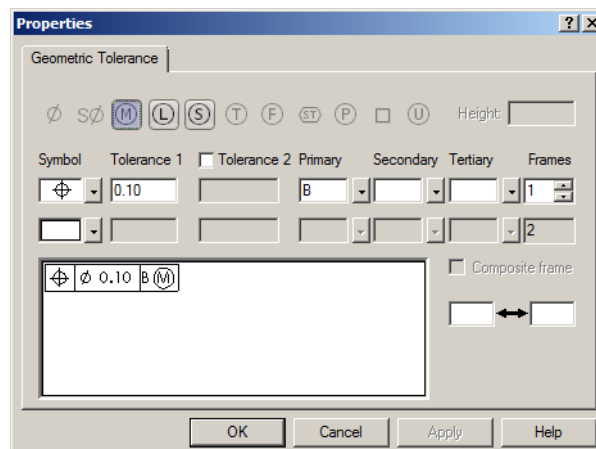 Properties
Geometric Tolerance
Ø SØ Ⓜ Ⓛ Ⓢ Ⓣ Ⓕ ST Ⓟ □ Ⓤ Height:
Symbol Tolerance 1 Tolerance 2 Primary Secondary Tertiary Frames
⌖ 0.10 B 1
2
⌖ Ø 0.10 B Ⓜ
Composite frame
OK Cancel Apply Help